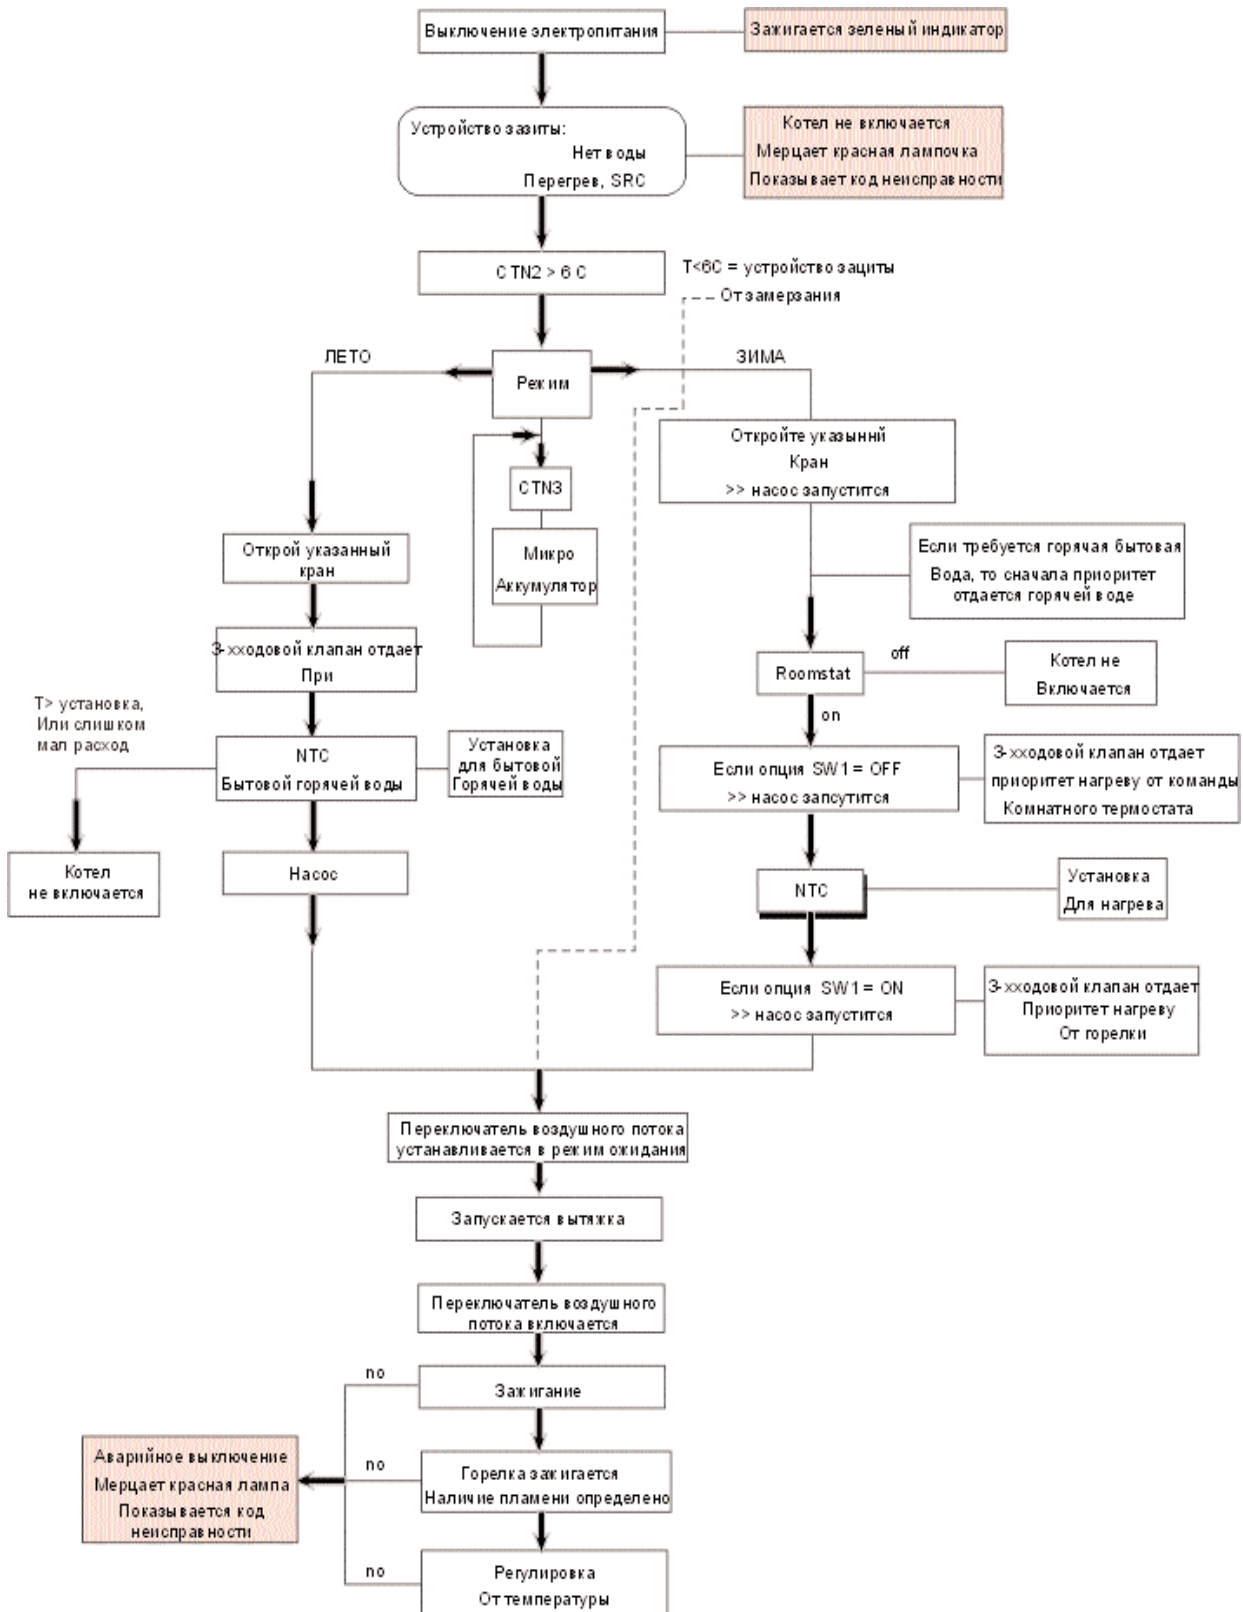 Выключение электропитания
Зажигается зеленый индикатор
Устройство зазиты:
Нет воды
Перегрев, SRC
Котел не включается
Мерцает красная лампочка
Показывает код неисправности
CTN2 > 6 C
T<6C = устройство зациты
От замерзания
ЛЕТО
Режим
ЗИМА
Откройте указыннй
Кран
>> насос запустится
CTN3
Микро
Аккумулятор
Открой указанный
кран
Если требуется горячая бытовая
Вода, то сначала приоритет
отдается горячей воде
3-хходовой клапан отдает
При
Roomstat
off
Котел не
Включается
on
T> установка,
Или слишком
мал расход
NTC
Бытовой горячей воды
Установка
для бытовой
Горячей воды
Если опция SW1 = OFF
>> насос запсутится
3-хходовой клапан отдает
приоритет нагреву от команды
Комнатного термостата
Котел
не включается
Насос
NTC
Установка
Для нагрева
Если опция SW1 = ON
>> насос запустится
3-хходовой клапан отдает
Приоритет нагреву
От горелки
Переключатель воздушного потока
устанавливается в режим ожидания
Запускается вытяжка
Переключатель воздушного
потока включается
no
Зажигание
Аварийное выключение
Мерцает красная лампа
Показывается код
неисправности
no
Горелка зажигается
Наличие пламени определено
no
Регулировка
От температуры